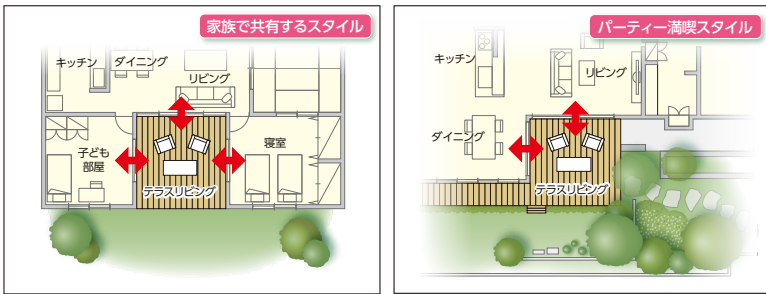 家族で共有するスタイル
キッチン
ダイニング
リビング
子ども
部屋
寝室
テラスリビング
パーティー満喫スタイル
キッチン
リビング
ダイニング
テラスリビング